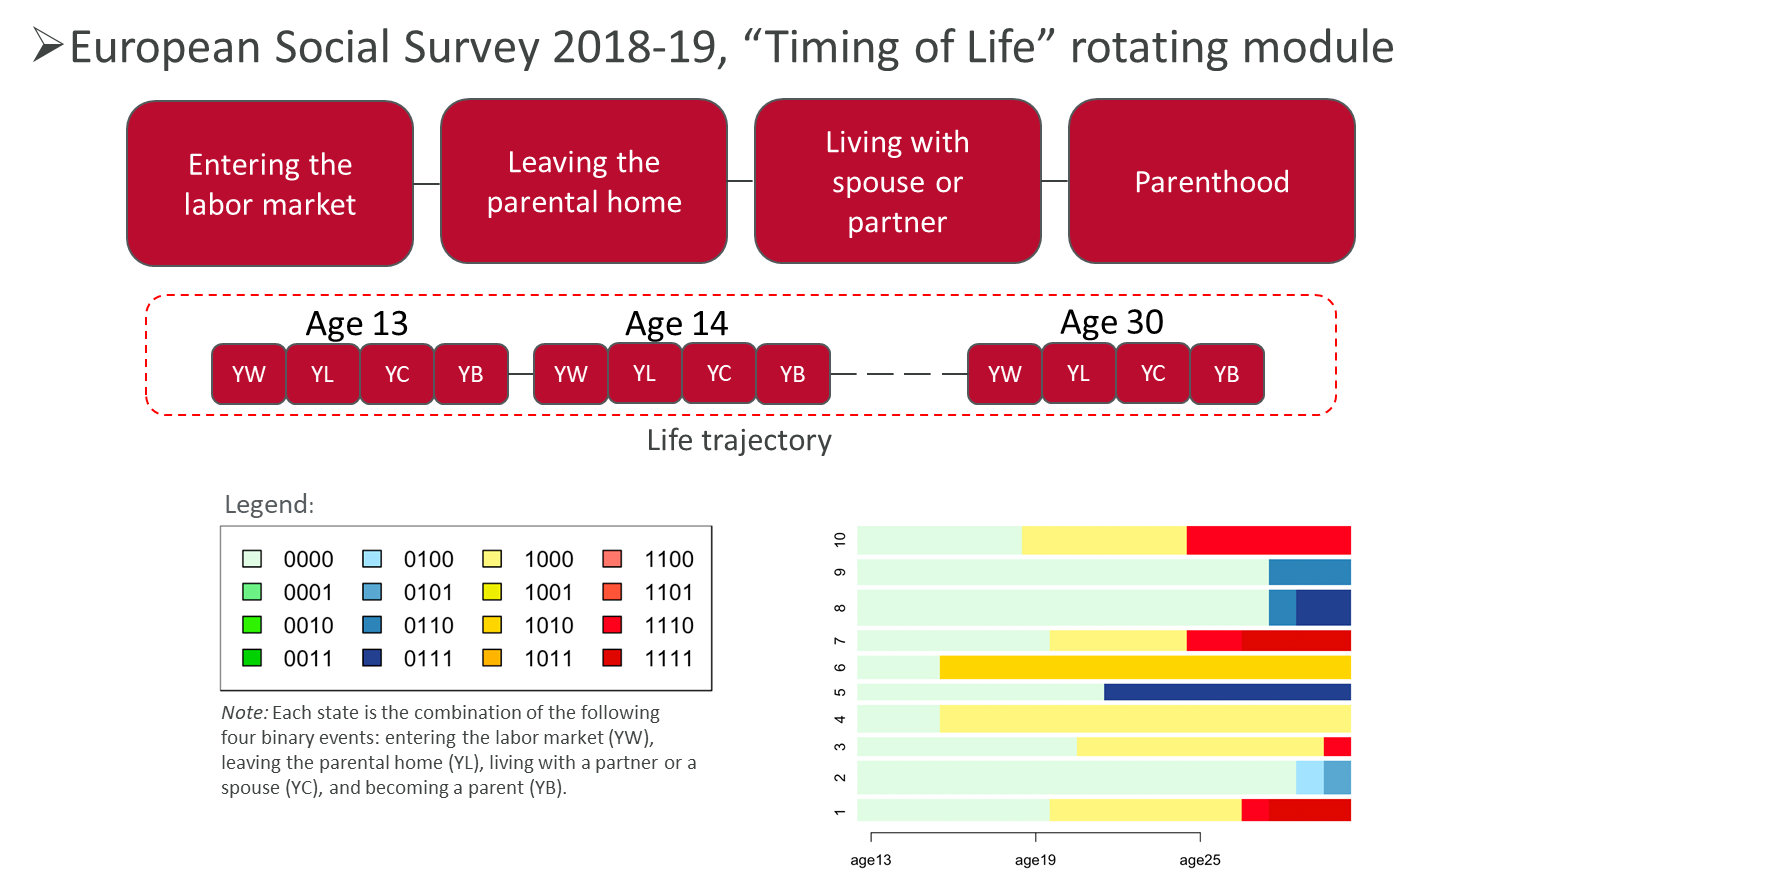 ➢European Social Survey 2018-19, “Timing of Life” rotating module
Entering the
labor market
Leaving the
parental home
Living with
spouse or
partner
Parenthood
Age 13
Age 14
Age 30
YW YL YC YB YW YL YC YB YW YL YC YB
Life trajectory
Legend:
0000 0100 1000 1100
0001 0101 1001 1101
0010 0110 1010 1110
0011 0111 1011 1111
Note: Each state is the combination of the following
four binary events: entering the labor market (YW),
leaving the parental home (YL), living with a partner or a
spouse (YC), and becoming a parent (YB).
10
9
8
7
6
5
4
3
2
1
age13 age19 age25